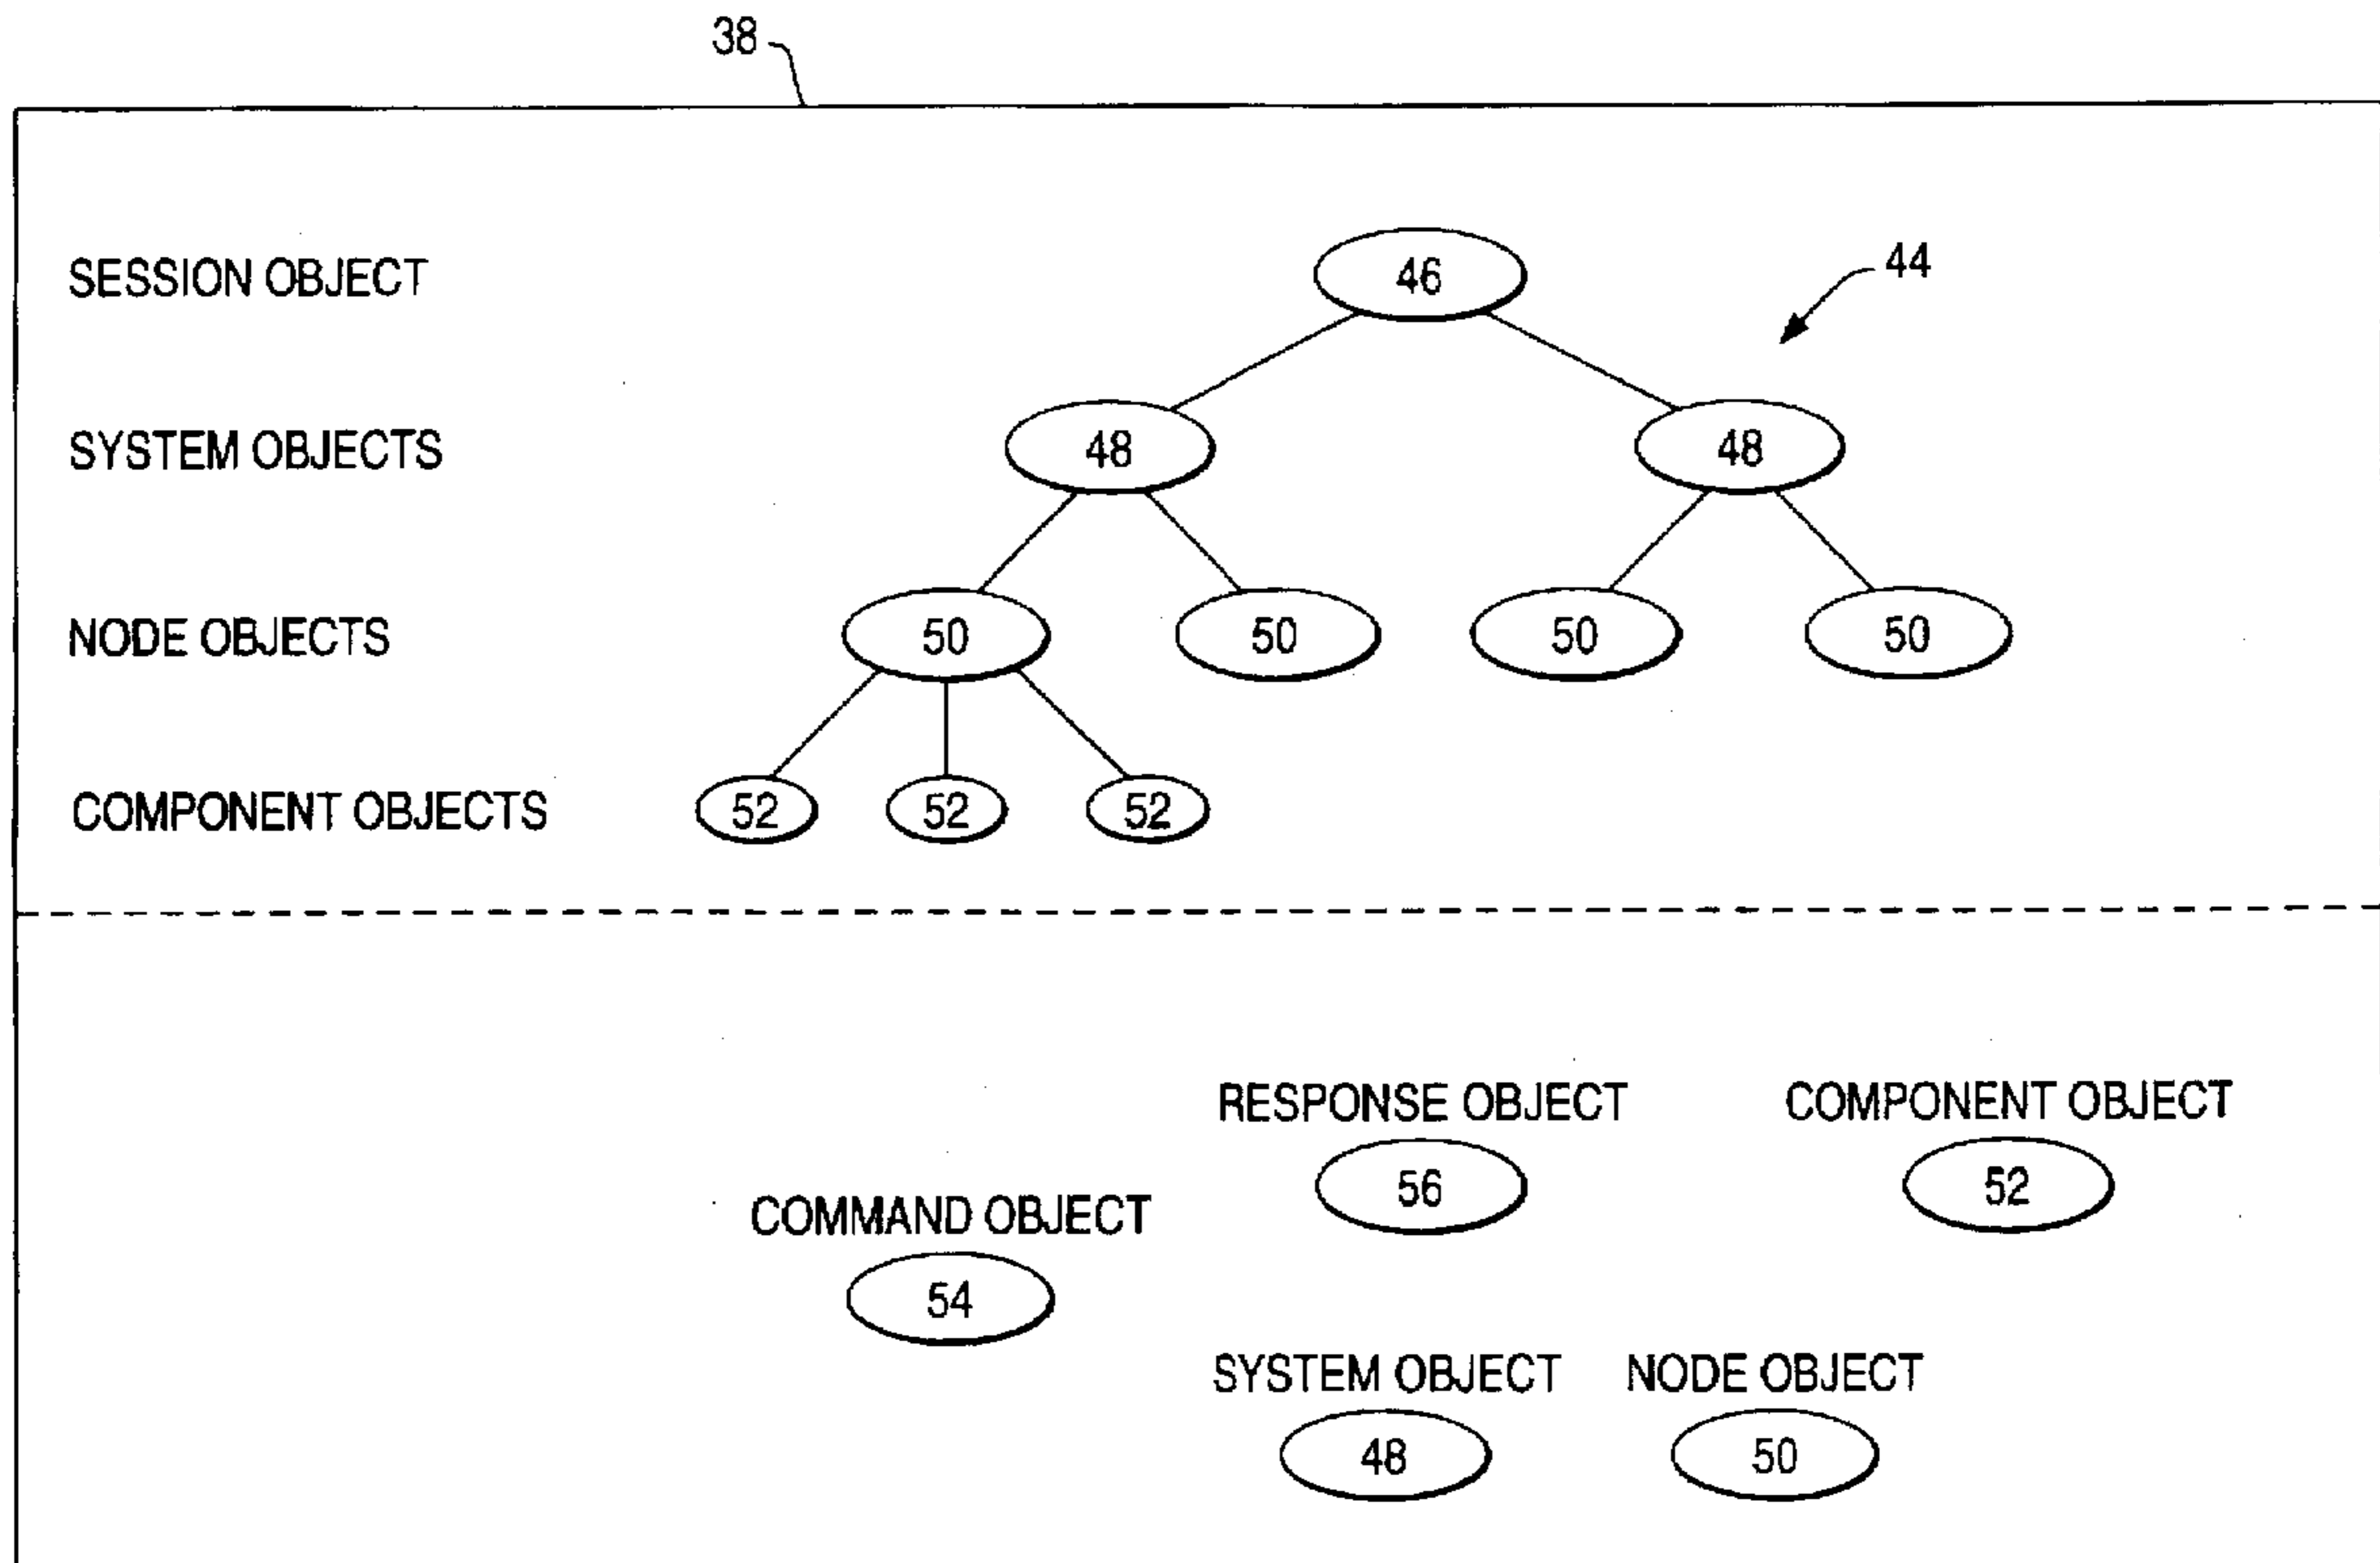 38
SESSION OBJECT 46 44
SYSTEM OBJECTS 48 48
NODE OBJECTS 50 50 50 50
COMPONENT OBJECTS 52 52 52
RESPONSE OBJECT COMPONENT OBJECT
56 52
COMMAND OBJECT
54
SYSTEM OBJECT NODE OBJECT
48 50